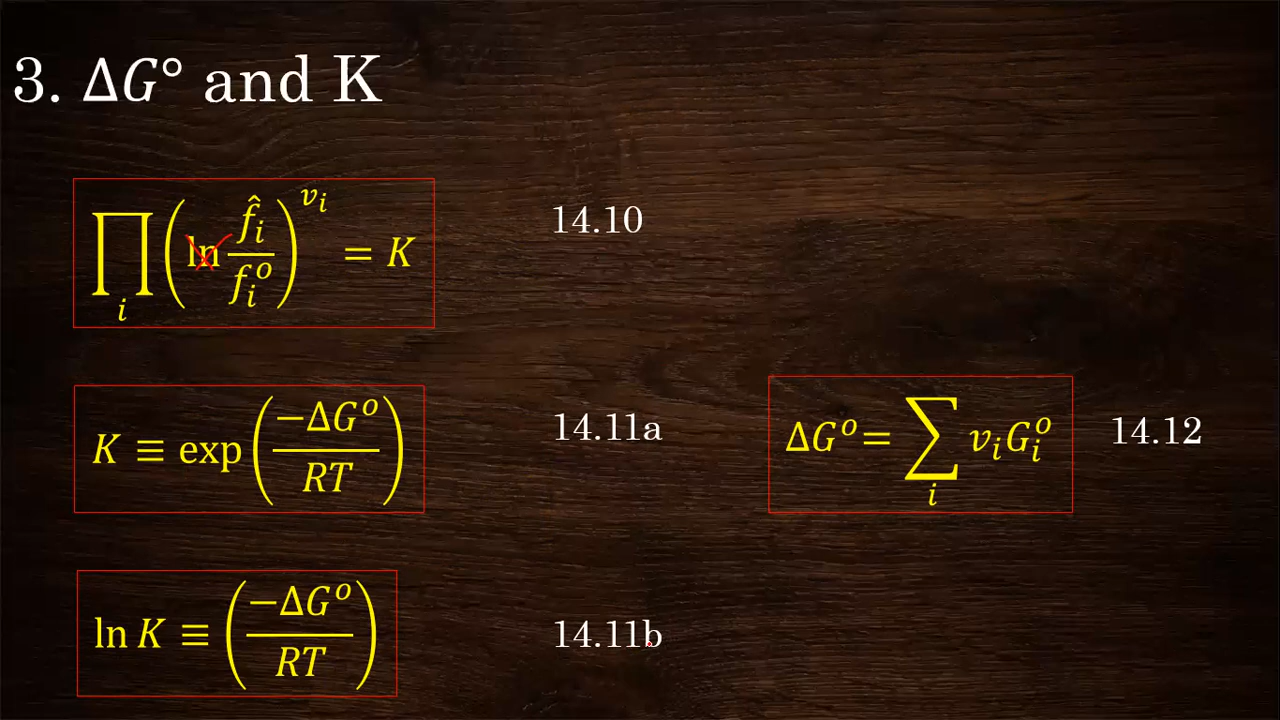 3. ΔG° and K
∏_i (ln f̂_i / f_i^o)^{v_i} = K 14.10
K ≡ exp(−ΔG^o / RT) 14.11a ΔG^o = ∑_i v_i G_i^o 14.12
ln K ≡ (−ΔG^o / RT) 14.11b